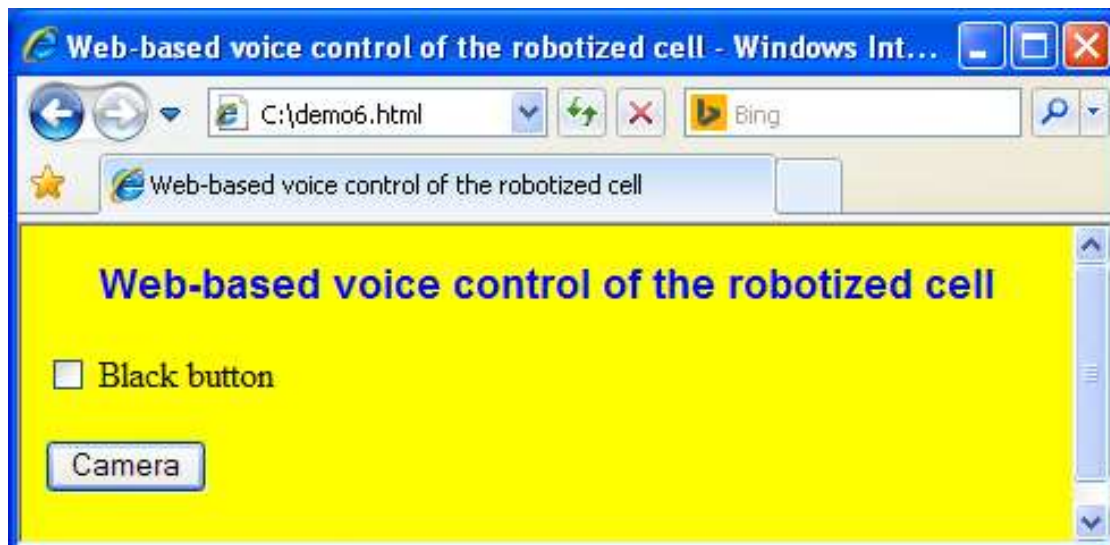 Web-based voice control of the robotized cell - Windows Int...
C:\demo6.html
Bing
Web-based voice control of the robotized cell
Web-based voice control of the robotized cell
Black button
Camera